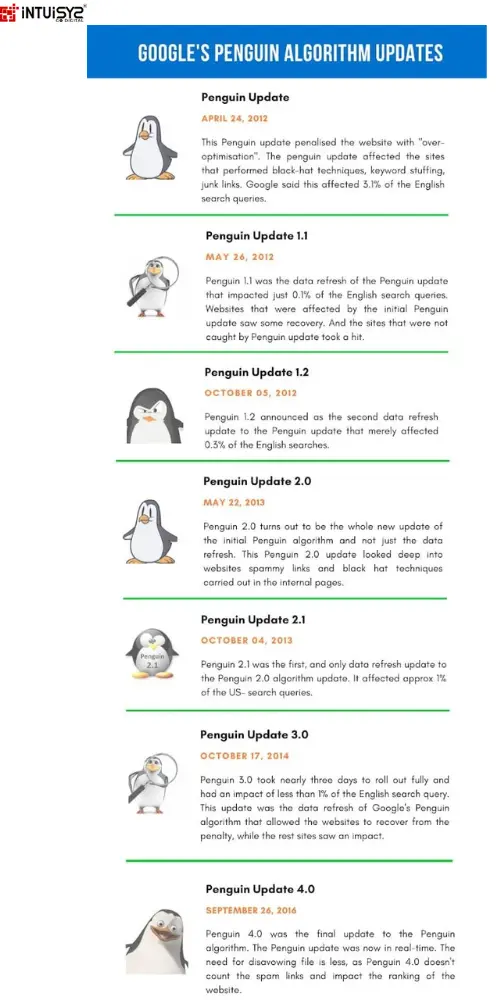 iNTUiSYZ
CO DIGITAL
GOOGLE'S PENGUIN ALGORITHM UPDATES
Penguin Update
APRIL 24, 2012
This Penguin update penalised the website with "over-
optimisation". The penguin update affected the sites
that performed black-hat techniques, keyword stuffing,
junk links. Google said this affected 3.1% of the English
search queries.
Penguin Update 1.1
MAY 26, 2012
Penguin 1.1 was the data refresh of the Penguin update
that impacted just 0.1% of the English search queries.
Websites that were affected by the initial Penguin
update saw some recovery. And the sites that were not
caught by Penguin update took a hit.
Penguin Update 1.2
OCTOBER 05, 2012
Penguin 1.2 announced as the second data refresh
update to the Penguin update that merely affected
0.3% of the English searches.
Penguin Update 2.0
MAY 22, 2013
Penguin 2.0 turns out to be the whole new update of
the initial Penguin algorithm and not just the data
refresh. This Penguin 2.0 update looked deep into
websites spammy links and black hat techniques
carried out in the internal pages.
Penguin Update 2.1
OCTOBER 04, 2013
Penguin
2.1
Penguin 2.1 was the first, and only data refresh update to
the Penguin 2.0 algorithm update. It affected approx 1%
of the US- search queries.
Penguin Update 3.0
OCTOBER 17, 2014
Penguin 3.0 took nearly three days to roll out fully and
had an impact of less than 1% of the English search query.
This update was the data refresh of Google's Penguin
algorithm that allowed the websites to recover from the
penalty, while the rest sites saw an impact.
Penguin Update 4.0
SEPTEMBER 26, 2016
Penguin 4.0 was the final update to the Penguin
algorithm. The Penguin update was now in real-time. The
need for disavowing file is less, as Penguin 4.0 doesn't
count the spam links and impact the ranking of the
website.